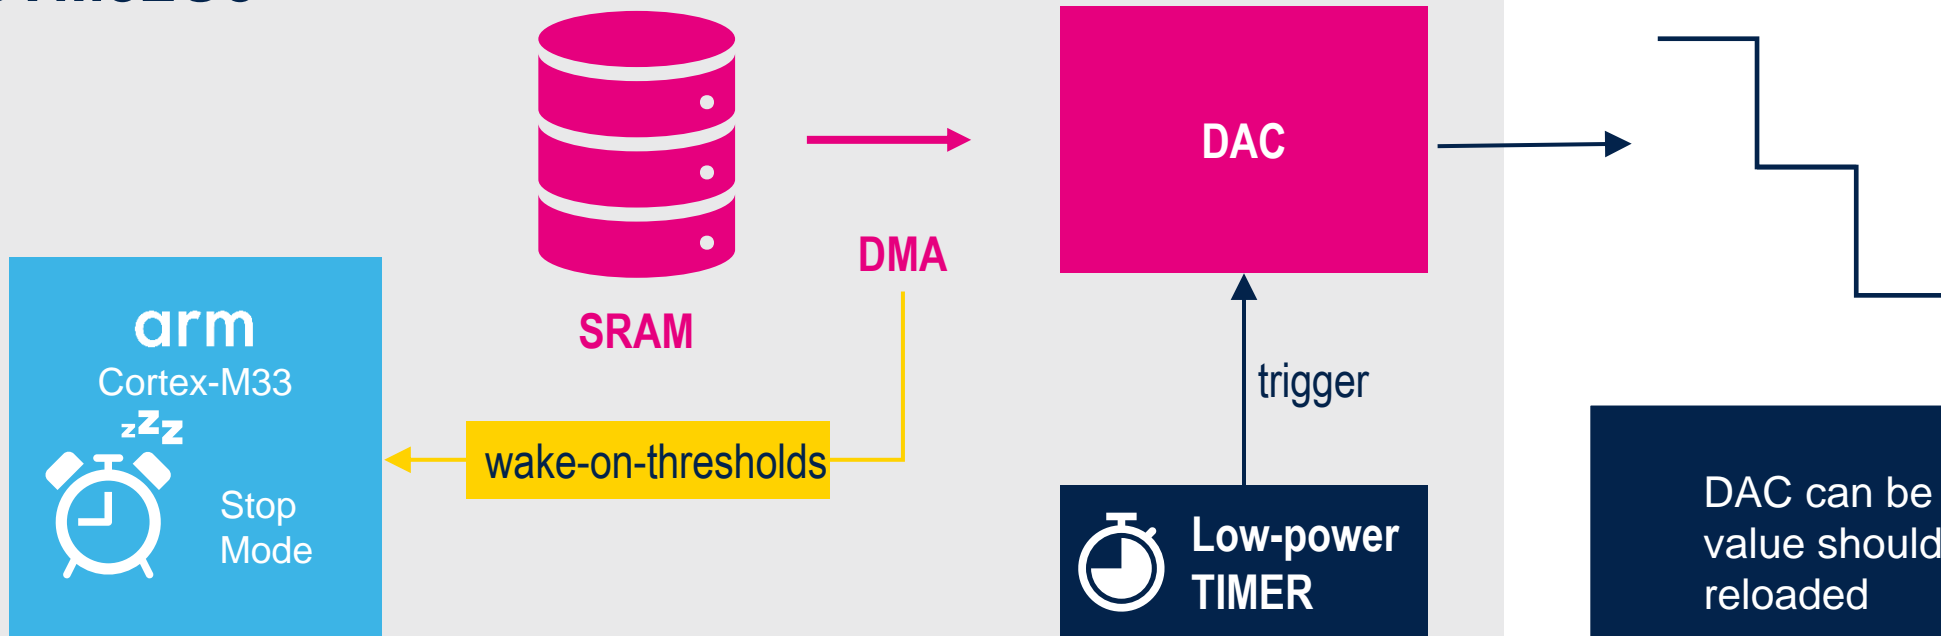 DAC
DMA
SRAM
arm
Cortex-M33
zzz
Stop
Mode
wake-on-thresholds
trigger
Low-power
TIMER
DAC can be
value should
reloaded